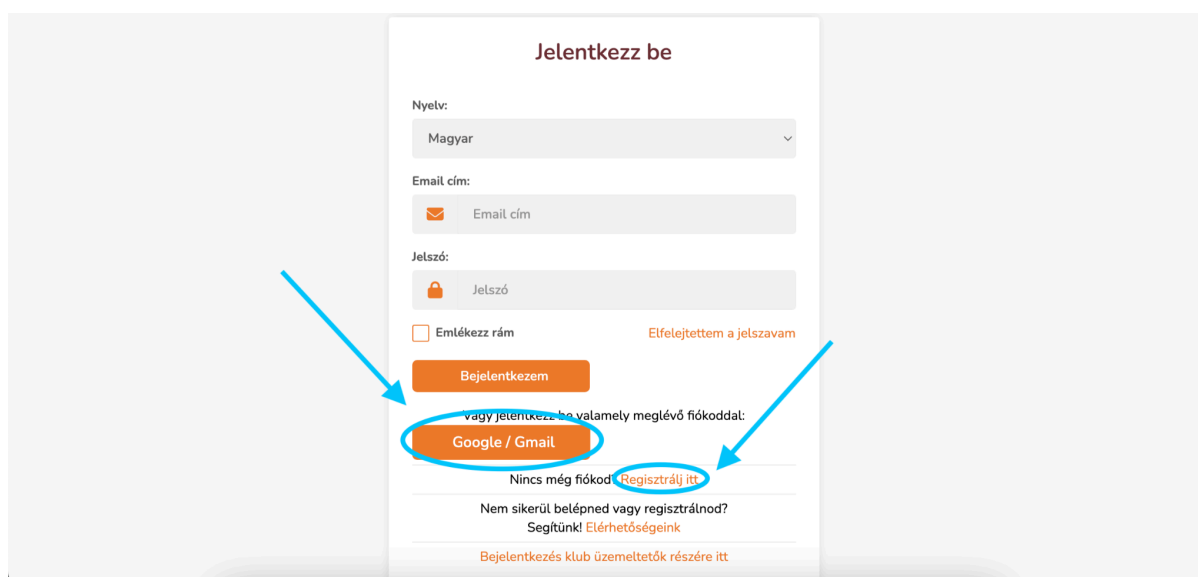 Jelentkezz be
Nyelv:
Magyar
Email cím:
Email cím
Jelszó:
Jelszó
Emlékezz rám
Elfelejtettem a jelszavam
Bejelentkezem
Vagy jelentkezz be valamely meglévő fiókoddal:
Google / Gmail
Nincs még fiókod? Regisztrálj itt
Nem sikerül belépned vagy regisztrálnod?
Segítünk! Elérhetőségeink
Bejelentkezés klub üzemeltetők részére itt